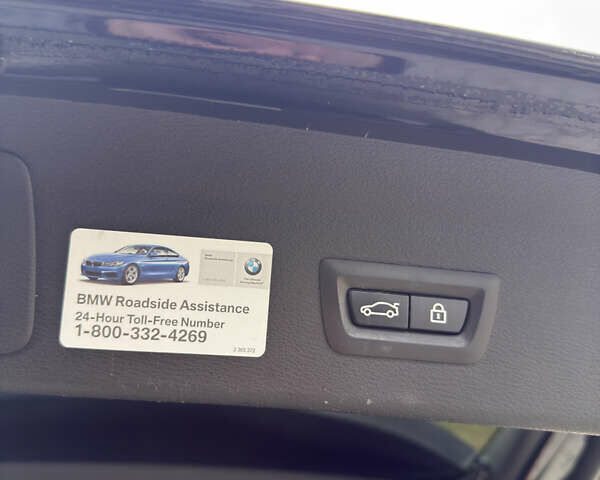 BMW Roadside Assistance
24-Hour Toll-Free Number
1-800-332-4269